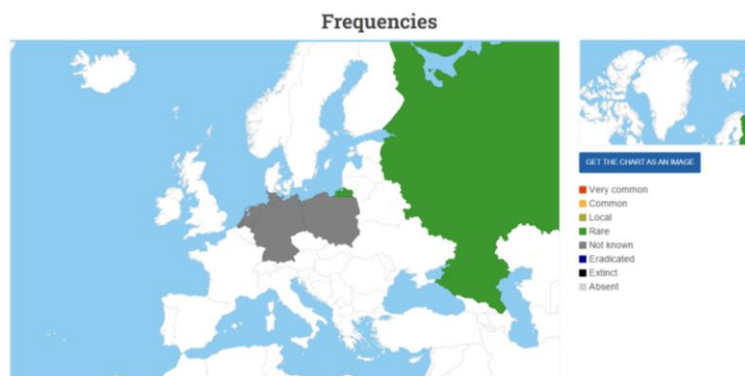 Frequencies
GET THE CHART AS AN IMAGE
Very common
Common
Local
Rare
Not known
Eradicated
Extinct
Absent